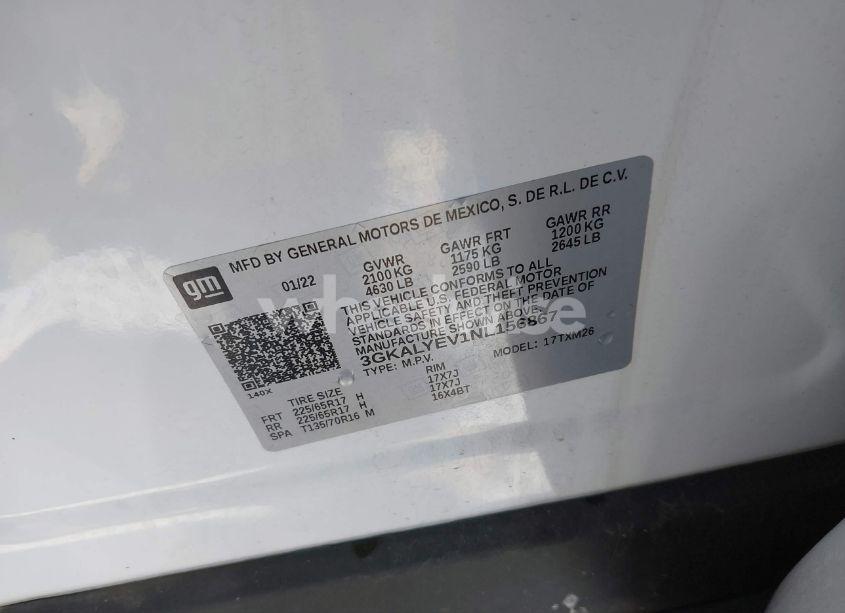 gm
MFD BY GENERAL MOTORS DE MEXICO, S. DE R.L. DE C.V.
01/22
GVWR GAWR FRT GAWR RR
2100 KG 1175 KG 1200 KG
4630 LB 2590 LB 2645 LB
THIS VEHICLE CONFORMS TO ALL
APPLICABLE U.S. FEDERAL MOTOR
VEHICLE SAFETY AND THEFT PREVENTION
STANDARDS IN EFFECT ON THE DATE OF
MANUFACTURE SHOWN ABOVE.
3GKALYEV1NL156867
TYPE: M.P.V. MODEL: 17TXM26
140X
TIRE SIZE RIM
FRT 225/65R17 H 17X7J
RR 225/65R17 H 17X7J
SPA T135/70R16 M 16X4BT